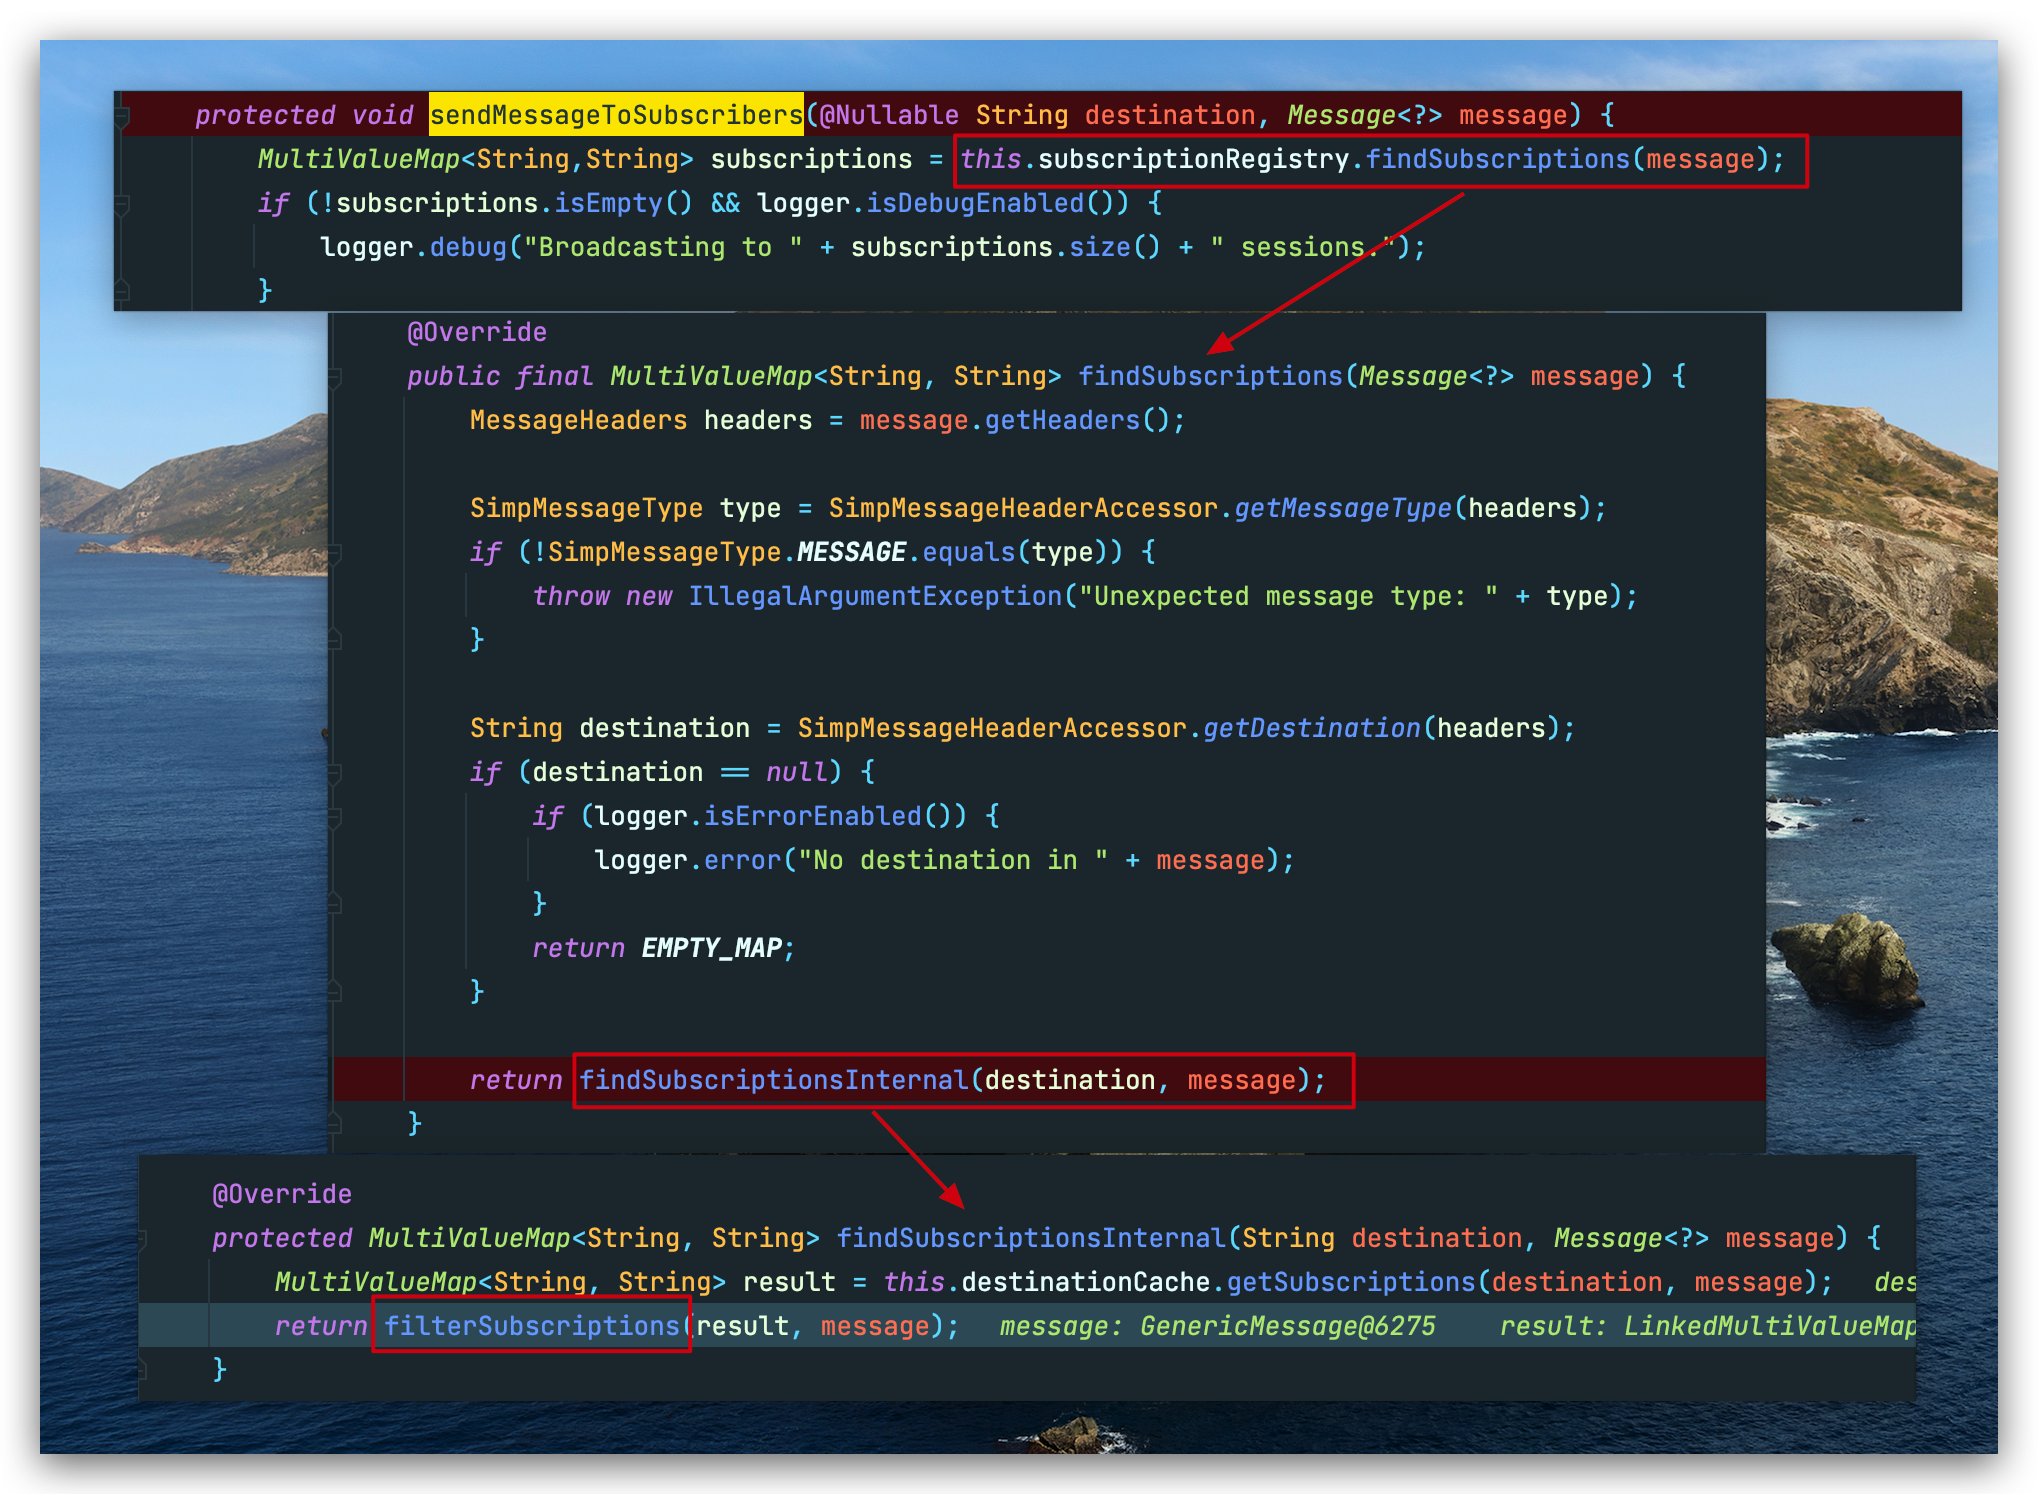 protected void sendMessageToSubscribers(@Nullable String destination, Message<?> message) {
MultiValueMap<String,String> subscriptions = this.subscriptionRegistry.findSubscriptions(message);
if (!subscriptions.isEmpty() && logger.isDebugEnabled()) {
logger.debug("Broadcasting to " + subscriptions.size() + " sessions.");
}
@Override
public final MultiValueMap<String, String> findSubscriptions(Message<?> message) {
MessageHeaders headers = message.getHeaders();
SimpMessageType type = SimpMessageHeaderAccessor.getMessageType(headers);
if (!SimpMessageType.MESSAGE.equals(type)) {
throw new IllegalArgumentException("Unexpected message type: " + type);
}
String destination = SimpMessageHeaderAccessor.getDestination(headers);
if (destination == null) {
if (logger.isErrorEnabled()) {
logger.error("No destination in " + message);
}
return EMPTY_MAP;
}
return findSubscriptionsInternal(destination, message);
}
@Override
protected MultiValueMap<String, String> findSubscriptionsInternal(String destination, Message<?> message) {
MultiValueMap<String, String> result = this.destinationCache.getSubscriptions(destination, message); des
return filterSubscriptions(result, message); message: GenericMessage@6275 result: LinkedMultiValueMap
}